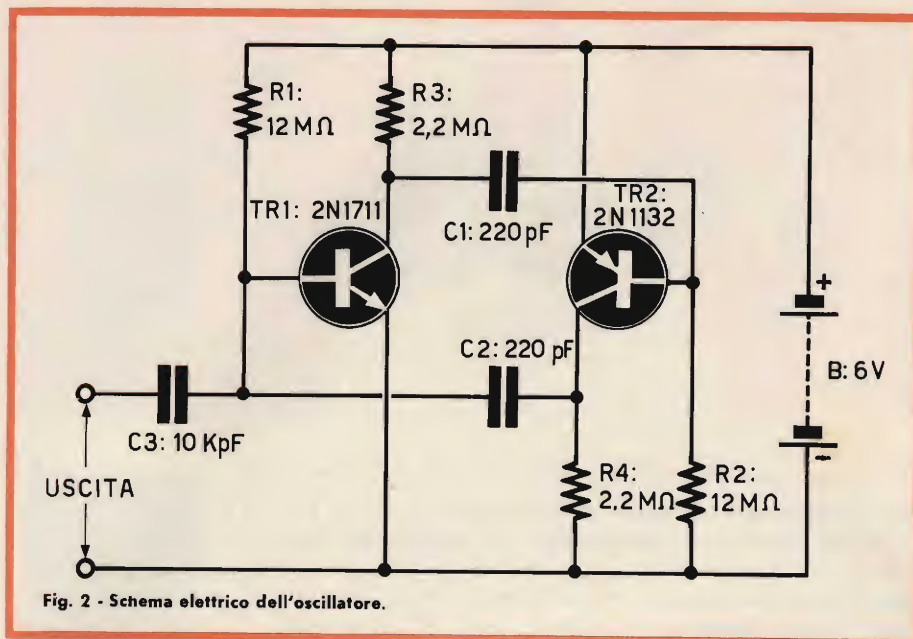 R1:
12 MΩ
R3:
2,2 MΩ
TR1: 2N1711
C1: 220 pF
TR2:
2N1132
C2: 220 pF
+
B: 6V
-
C3: 10 KpF
USCITA
R4:
2,2 MΩ
R2:
12 MΩ
Fig. 2 - Schema elettrico dell'oscillatore.